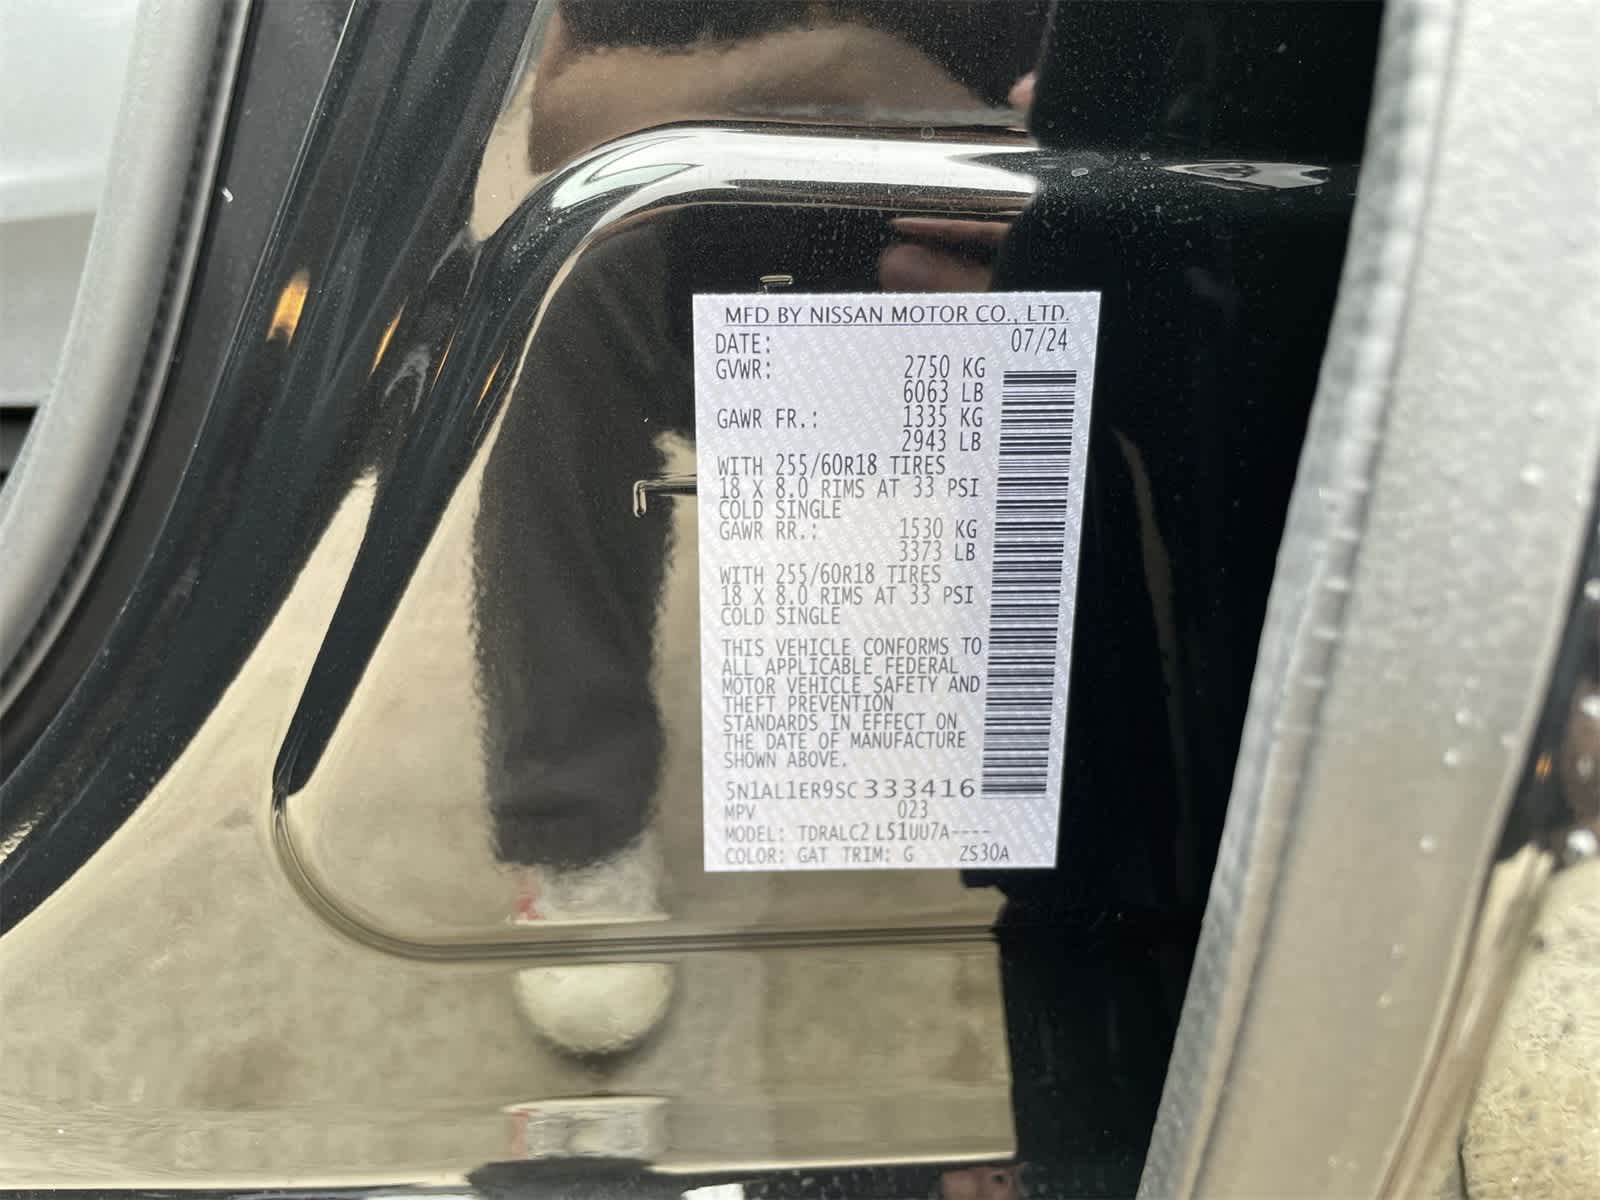 MFD BY NISSAN MOTOR CO., LTD.
DATE: 07/24
GVWR: 2750 KG
6063 LB
GAWR FR.: 1335 KG
2943 LB
WITH 255/60R18 TIRES
18 X 8.0 RIMS AT 33 PSI
COLD SINGLE
GAWR RR.: 1530 KG
3373 LB
WITH 255/60R18 TIRES
18 X 8.0 RIMS AT 33 PSI
COLD SINGLE
THIS VEHICLE CONFORMS TO
ALL APPLICABLE FEDERAL
MOTOR VEHICLE SAFETY AND
THEFT PREVENTION
STANDARDS IN EFFECT ON
THE DATE OF MANUFACTURE
SHOWN ABOVE.
5N1AL1ER9SC333416
MPV 023
MODEL: TDRALC2 L51UU7A----
COLOR: GAT TRIM: G ZS30A